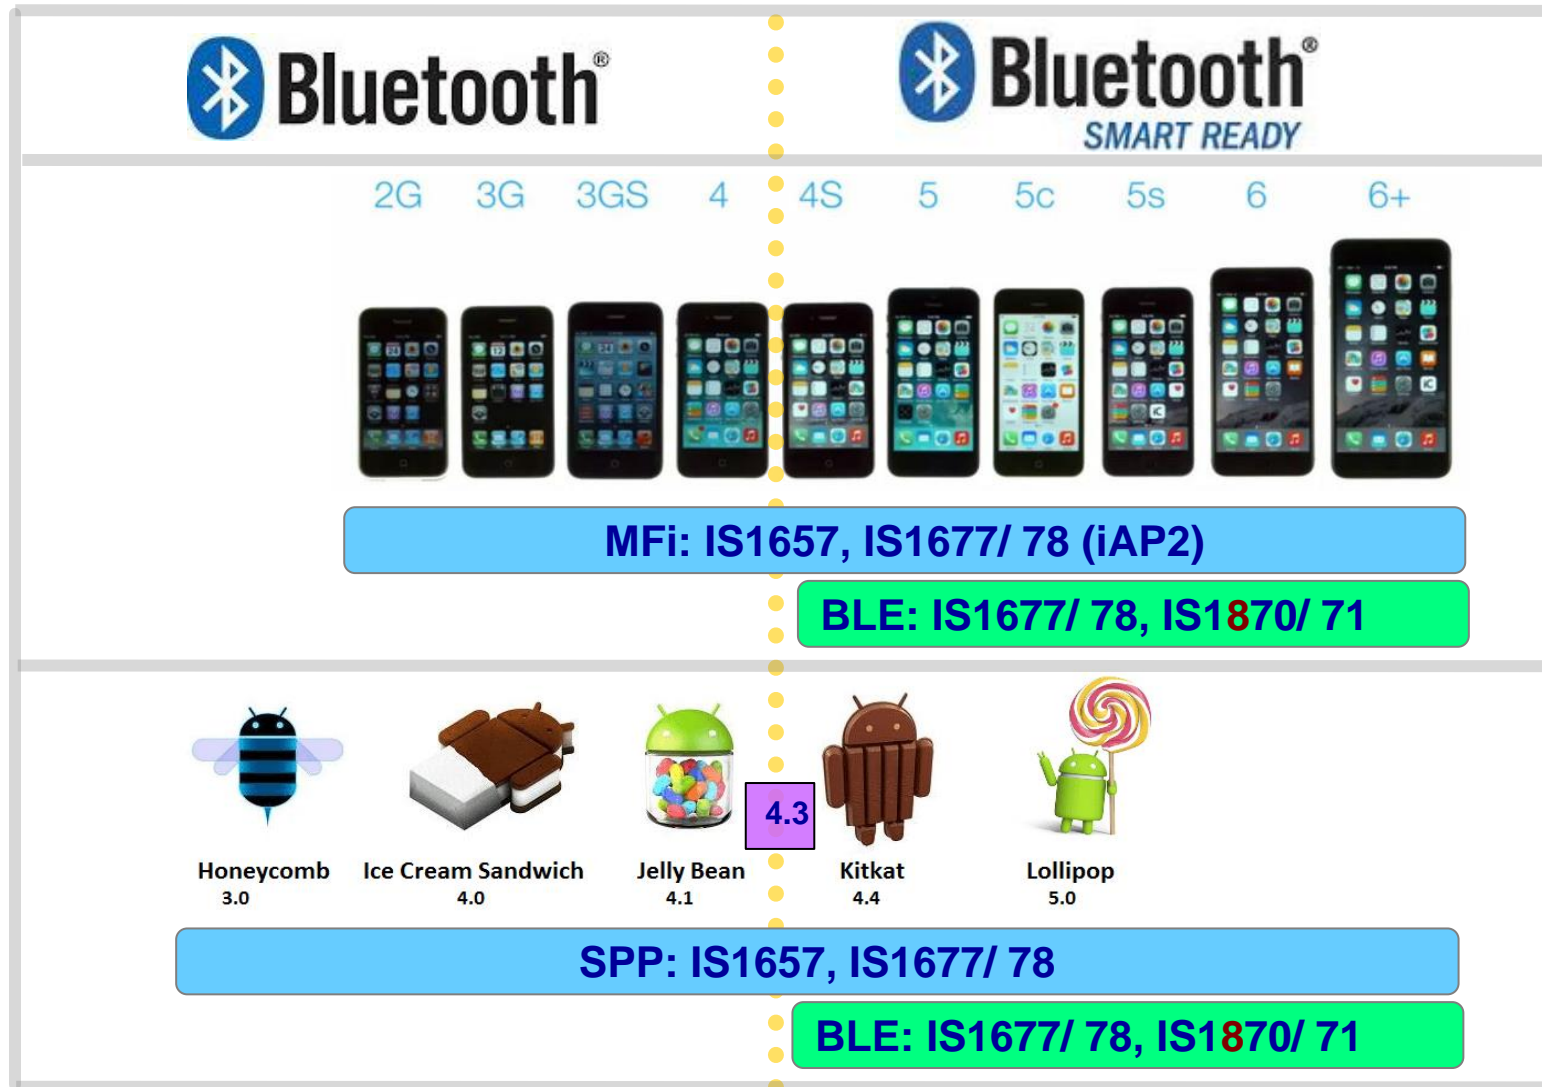 Bluetooth®
Bluetooth®
SMART READY
2G 3G 3GS 4 4S 5 5c 5s 6 6+
MFi: IS1657, IS1677/ 78 (iAP2)
BLE: IS1677/ 78, IS1870/ 71
4.3
Honeycomb Ice Cream Sandwich Jelly Bean Kitkat Lollipop
3.0 4.0 4.1 4.4 5.0
SPP: IS1657, IS1677/ 78
BLE: IS1677/ 78, IS1870/ 71